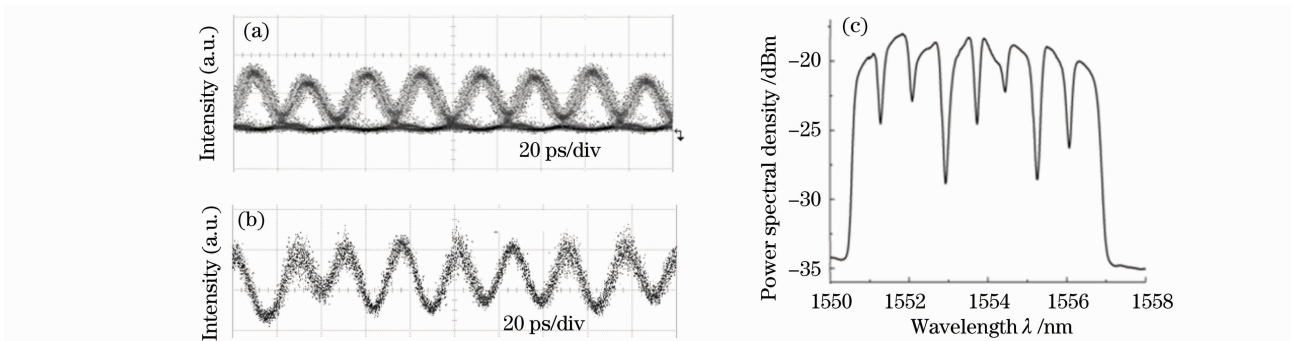 (a)
Intensity (a.u.)
20 ps/div
(b)
Intensity (a.u.)
20 ps/div
(c)
Power spectral density /dBm
−20
−25
−30
−35
1550
1552
1554
1556
1558
Wavelength λ /nm